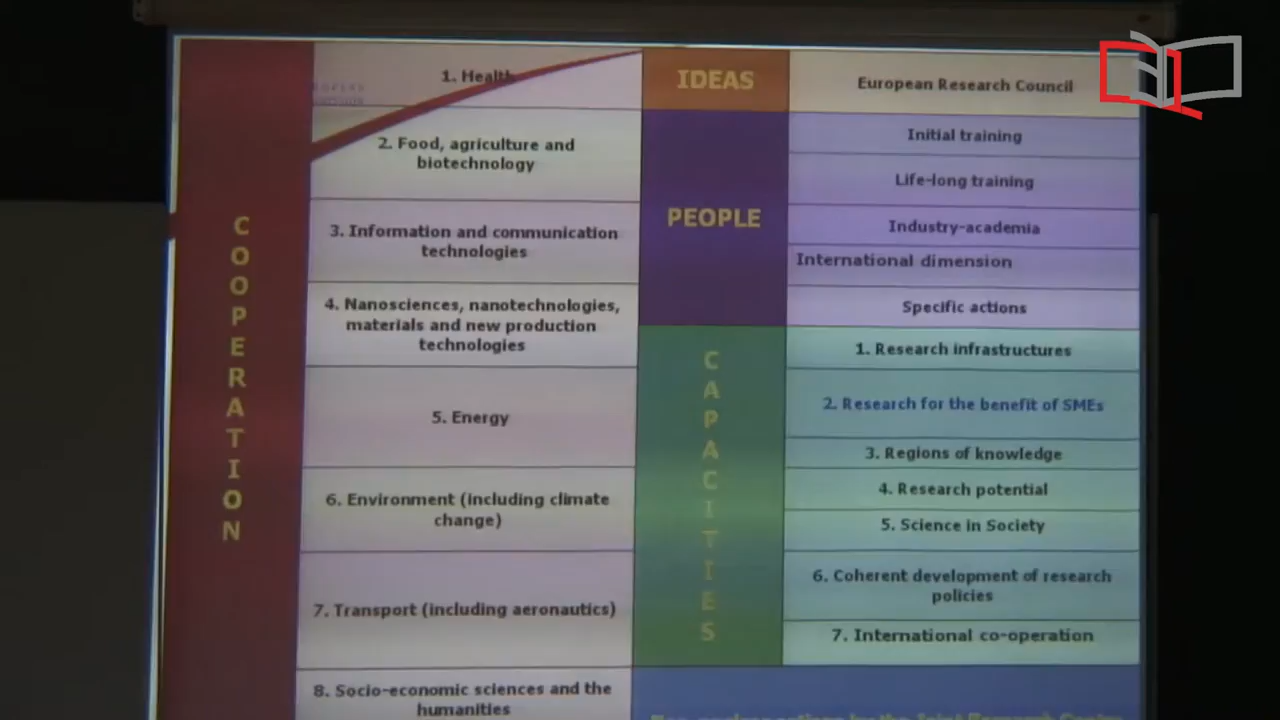 COOPERATION
1. Health
2. Food, agriculture and
biotechnology
3. Information and communication
technologies
4. Nanosciences, nanotechnologies,
materials and new production
technologies
5. Energy
6. Environment (including climate
change)
7. Transport (including aeronautics)
8. Socio-economic sciences and the
humanities
IDEAS
European Research Council
PEOPLE
Initial training
Life-long training
Industry-academia
International dimension
Specific actions
CAPACITIES
1. Research infrastructures
2. Research for the benefit of SMEs
3. Regions of knowledge
4. Research potential
5. Science in Society
6. Coherent development of research
policies
7. International co-operation